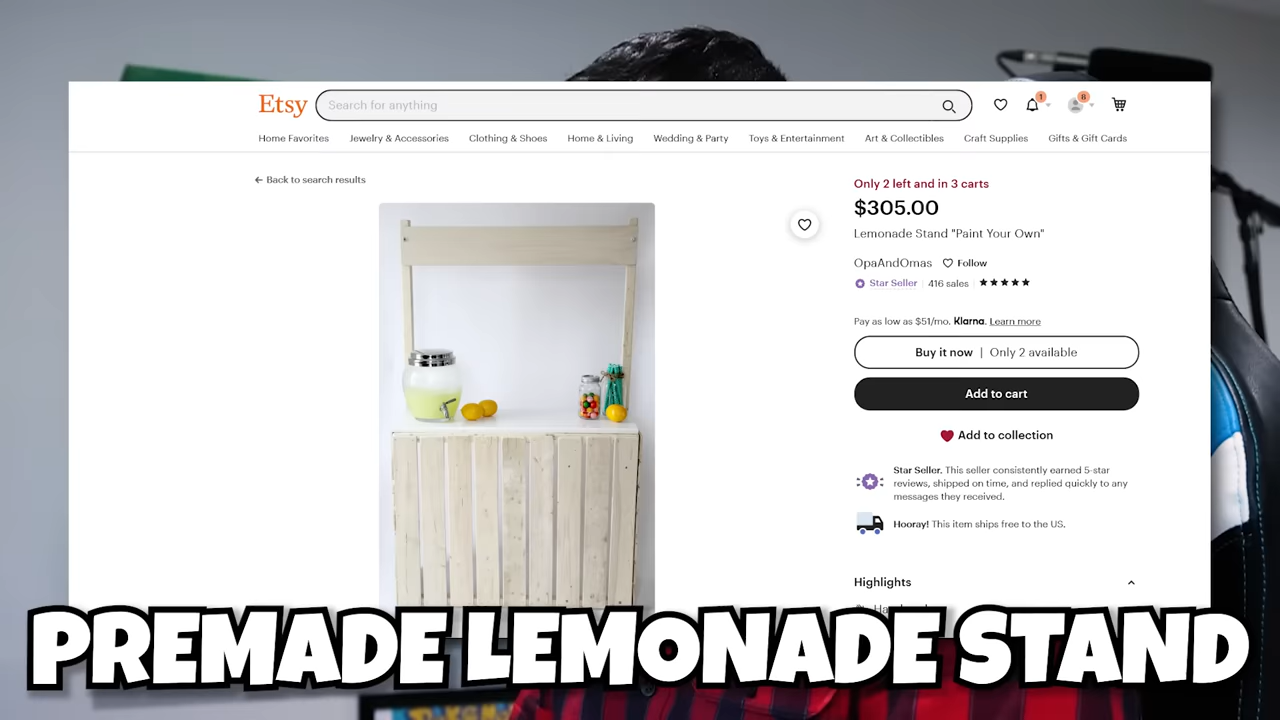 Etsy
Search for anything
1
8
Home Favorites Jewelry & Accessories Clothing & Shoes Home & Living Wedding & Party Toys & Entertainment Art & Collectibles Craft Supplies Gifts & Gift Cards
← Back to search results
Only 2 left and in 3 carts
$305.00
Lemonade Stand "Paint Your Own"
OpaAndOmas Follow
Star Seller | 416 sales | ★★★★★
Pay as low as $51/mo. Klarna. Learn more
Buy it now | Only 2 available
Add to cart
Add to collection
Star Seller. This seller consistently earned 5-star
reviews, shipped on time, and replied quickly to any
messages they received.
Hooray! This item ships free to the US.
Highlights
PREMADE LEMONADE STAND